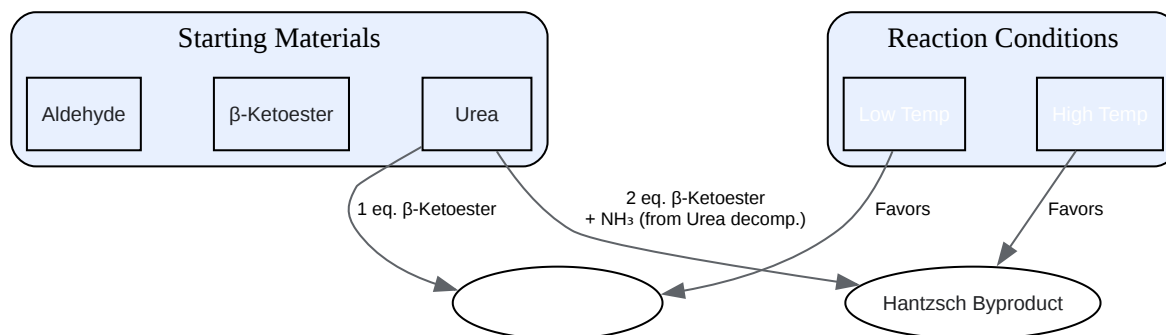 Starting Materials
Reaction Conditions
Aldehyde
β-Ketoester
Urea
Low Temp
High Temp
1 eq. β-Ketoester
2 eq. β-Ketoester
+ NH₃ (from Urea decomp.)
Favors
Favors
Hantzsch Byproduct